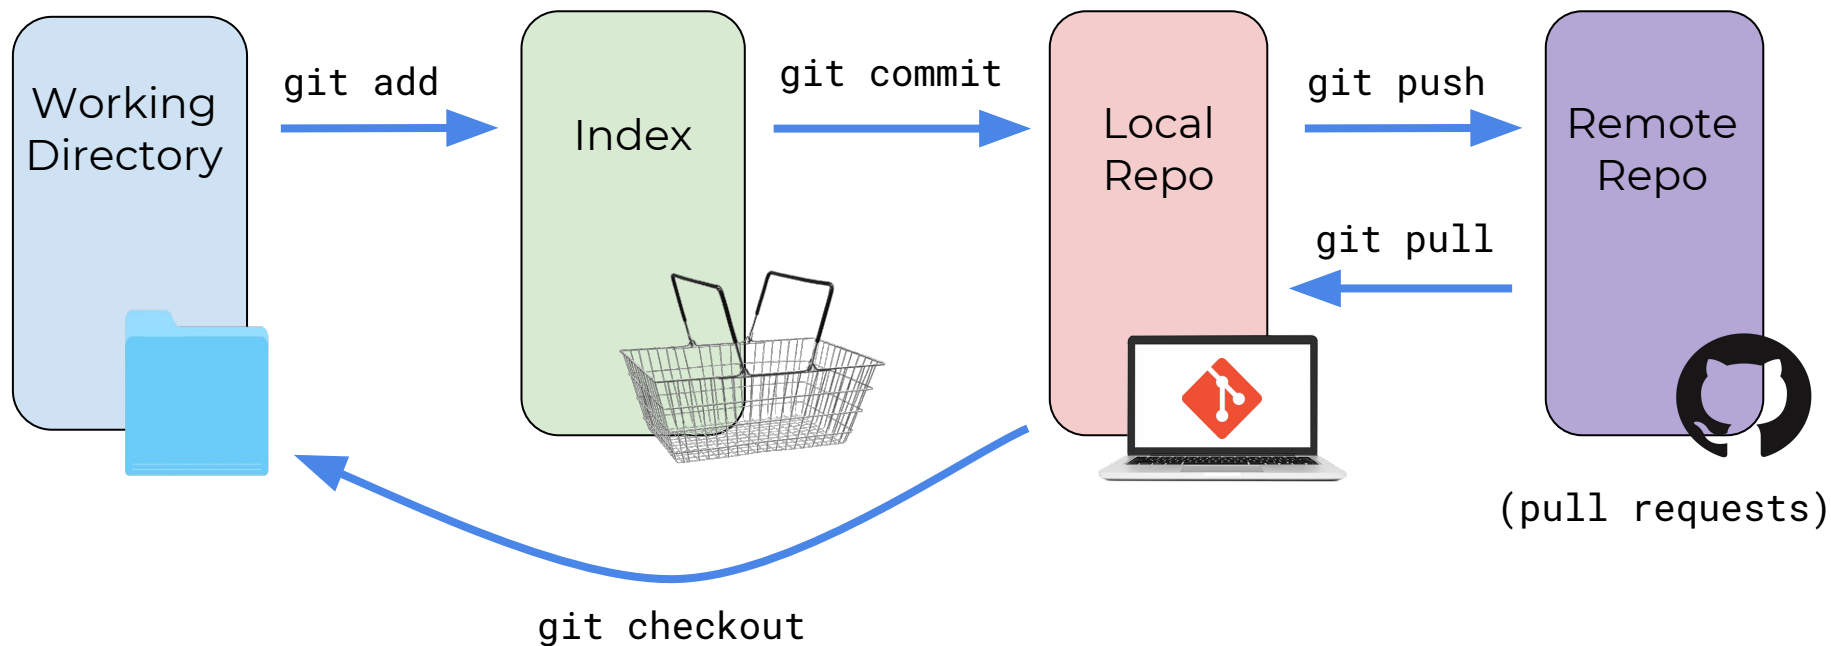 Working
Directory
git add
Index
git commit
Local
Repo
git push
git pull
Remote
Repo
(pull requests)
git checkout